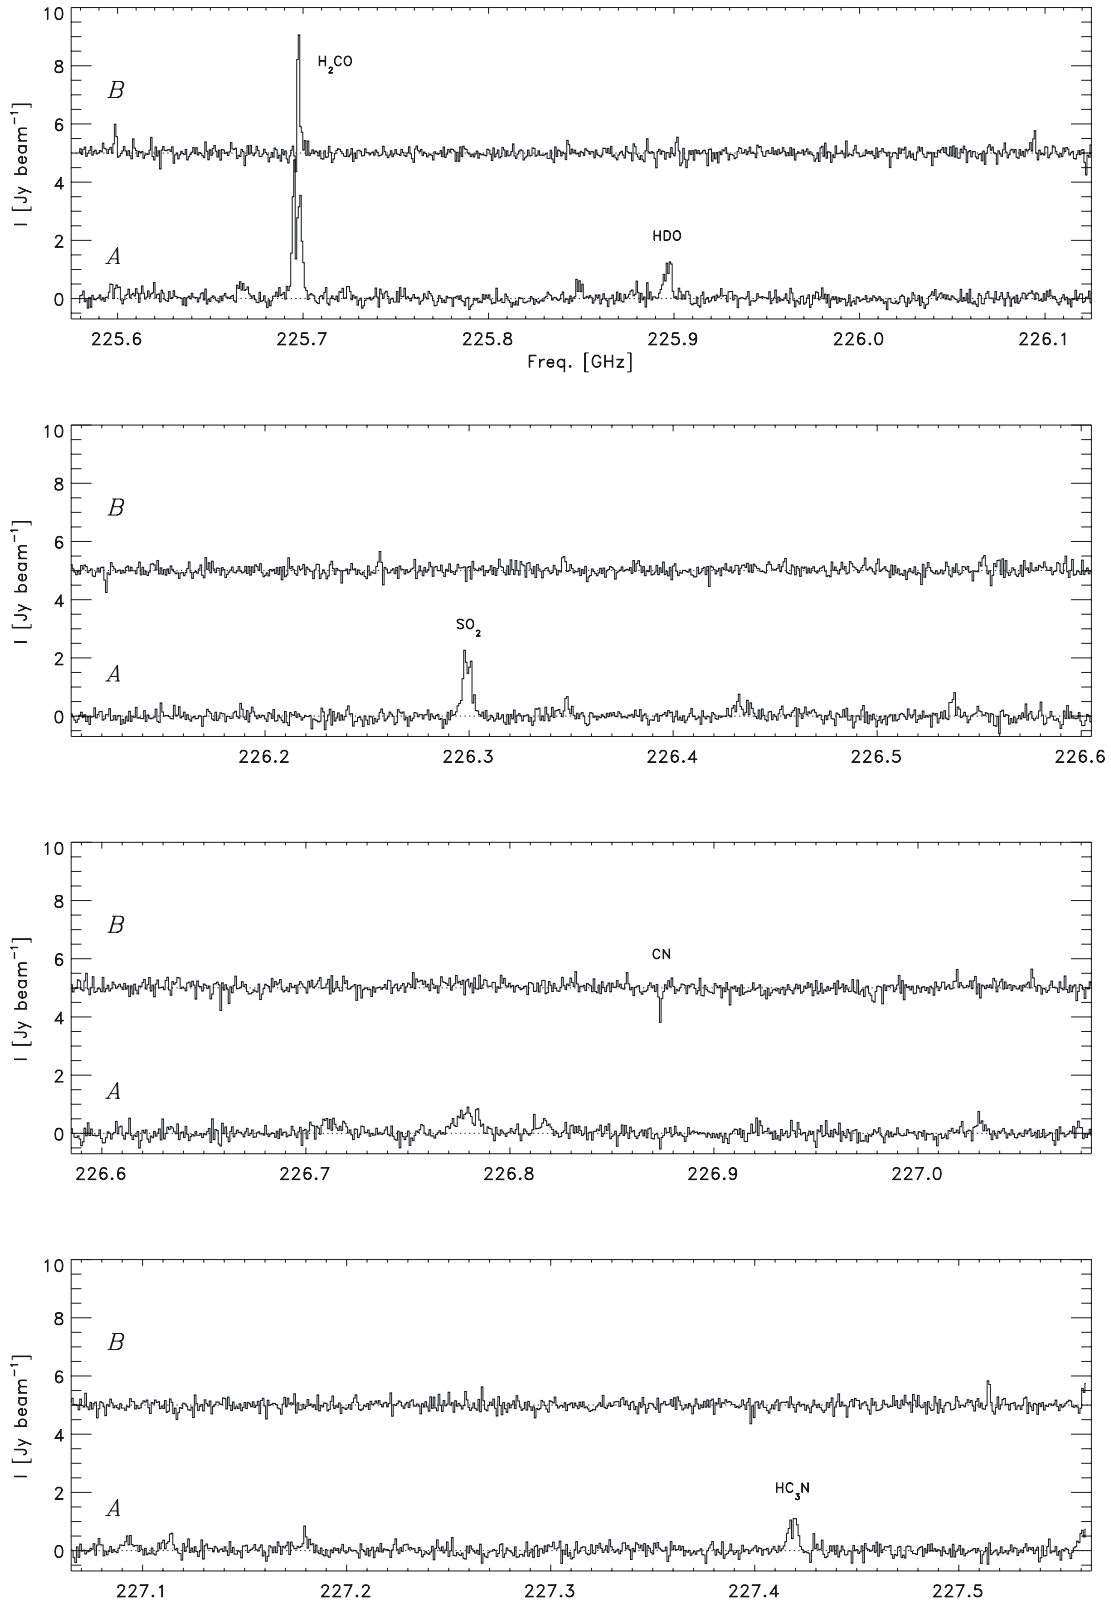 10
8
6
4
2
0
I [Jy beam−1]
B
A
H2CO
HDO
225.6 225.7 225.8 225.9 226.0 226.1
Freq. [GHz]
10
8
6
4
2
0
I [Jy beam−1]
B
A
SO2
226.2 226.3 226.4 226.5 226.6
10
8
6
4
2
0
I [Jy beam−1]
B
A
CN
226.6 226.7 226.8 226.9 227.0
10
8
6
4
2
0
I [Jy beam−1]
B
A
HC3N
227.1 227.2 227.3 227.4 227.5